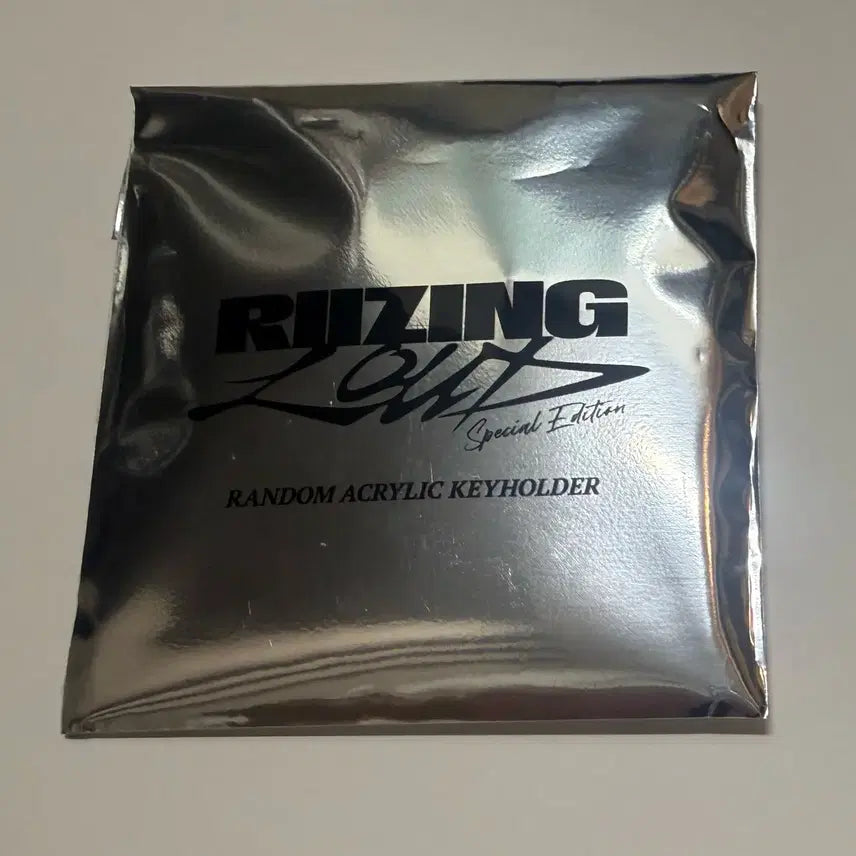 RIIZING
LOUD
Special Edition
RANDOM ACRYLIC KEYHOLDER